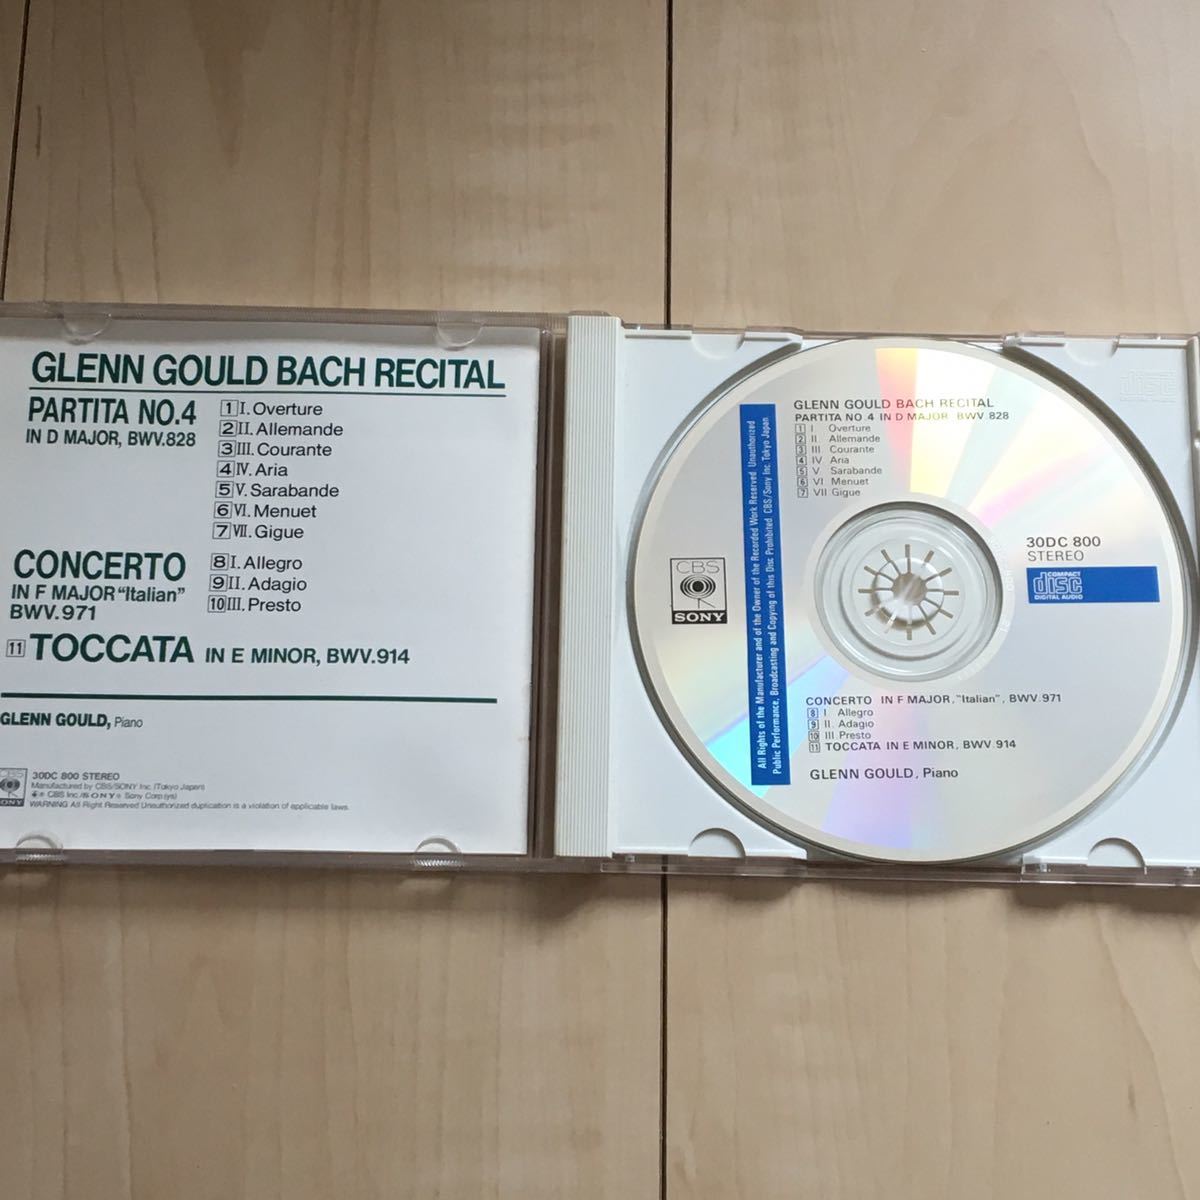 GLENN GOULD BACH RECITAL
PARTITA NO.4
IN D MAJOR, BWV.828
1 I. Overture
2 II. Allemande
3 III. Courante
4 IV. Aria
5 V. Sarabande
6 VI. Menuet
7 VII. Gigue
CONCERTO
IN F MAJOR "Italian"
BWV.971
8 I. Allegro
9 II. Adagio
10 III. Presto
11 TOCCATA IN E MINOR, BWV.914
GLENN GOULD, Piano
CBS
SONY
30DC 800 STEREO
Manufactured by CBS/SONY Inc. (Tokyo Japan)
CBS Inc./SONY Sony Corp.(ys)
WARNING All Right Reserved Unauthorized duplication is a violation of applicable laws.
GLENN GOULD BACH RECITAL
PARTITA NO. 4 IN D MAJOR, BWV.828
1 I Overture
2 II. Allemande
3 III. Courante
4 IV Aria
5 V. Sarabande
6 VI Menuet
7 VII Gigue
All Rights of the Manufacturer and of the Owner of the Recorded Work Reserved Unauthorized
Public Performance, Broadcasting and Copying of this Disc Prohibited CBS/Sony Inc. Tokyo Japan
CBS
SONY
30DC 800
STEREO
COMPACT
disc
DIGITAL AUDIO
CONCERTO IN F MAJOR, "Italian", BWV.971
8 I. Allegro
9 II. Adagio
10 III. Presto
11 TOCCATA IN E MINOR, BWV.914
GLENN GOULD, Piano